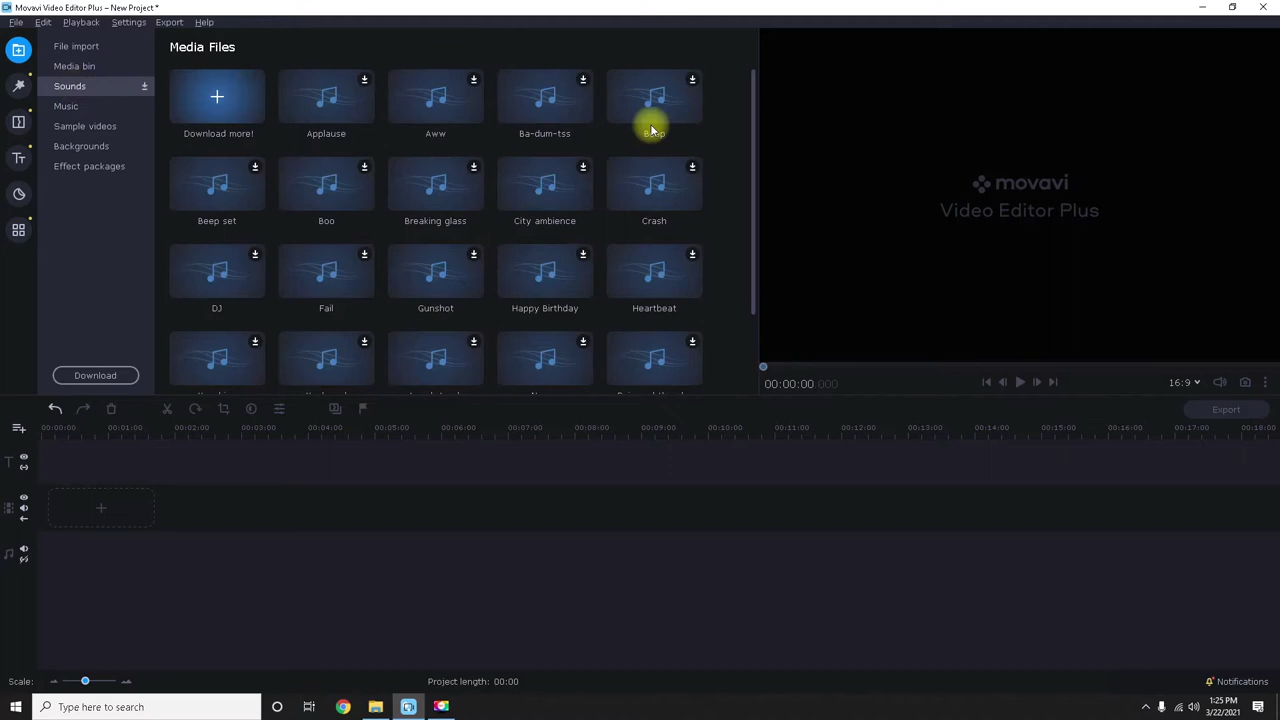 Movavi Video Editor Plus – New Project *
File Edit Playback Settings Export Help
File import
Media bin
Sounds
Music
Sample videos
Backgrounds
Effect packages
Download
Media Files
Download more!
Applause
Aww
Ba-dum-tss
Beep
Beep set
Boo
Breaking glass
City ambience
Crash
DJ
Fail
Gunshot
Happy Birthday
Heartbeat
movavi
Video Editor Plus
00:00:00.000
16:9
Export
00:00:00 00:01:00 00:02:00 00:03:00 00:04:00 00:05:00 00:06:00 00:07:00 00:08:00 00:09:00 00:10:00 00:11:00 00:12:00 00:13:00 00:14:00 00:15:00 00:16:00 00:17:00 00:18:00
Scale:
Project length: 00:00
Notifications
Type here to search
1:25 PM
3/22/2021